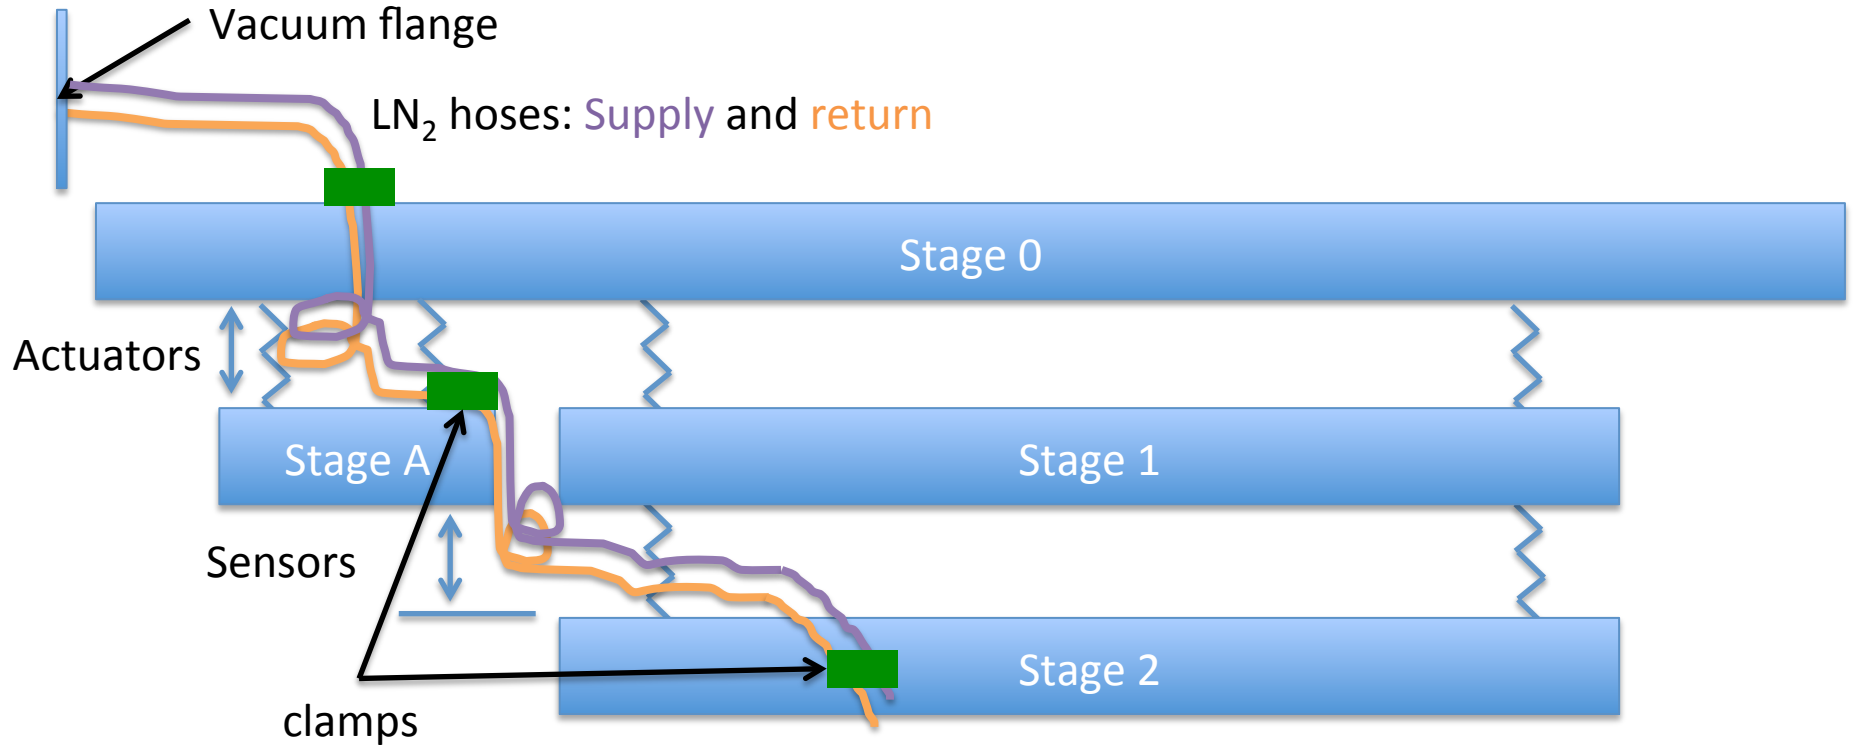 Vacuum flange
LN₂ hoses: Supply and return
Stage 0
Actuators
Stage A
Stage 1
Sensors
Stage 2
clamps